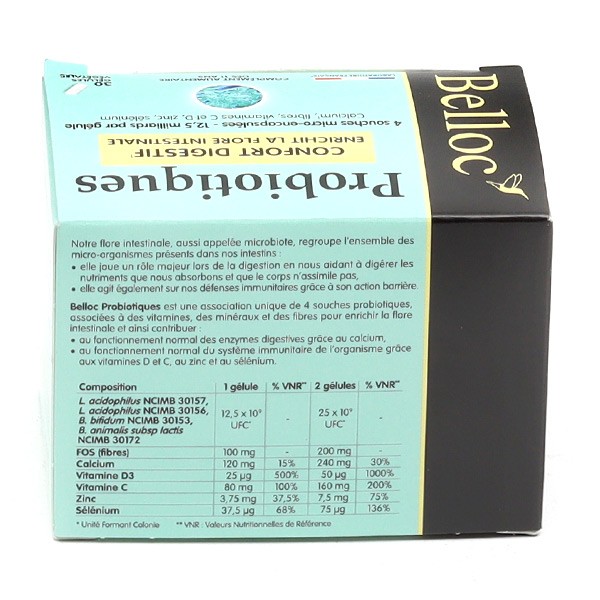 Belloc
Probiotiques
CONFORT DIGESTIF
ENRICHIT LA FLORE INTESTINALE
4 souches micro-encapsulées - 12,5 milliards par gélule
Calcium, fibres, vitamines C et D, zinc, sélénium
COMPLÉMENT ALIMENTAIRE
30 GÉLULES
VÉGÉTALES
Notre flore intestinale, aussi appelée microbiote, regroupe l'ensemble des
micro-organismes présents dans nos intestins :
• elle joue un rôle majeur lors de la digestion en nous aidant à digérer les
nutriments que nous absorbons et que le corps n'assimile pas,
• elle agit également sur nos défenses immunitaires grâce à son action barrière.
Belloc Probiotiques est une association unique de 4 souches probiotiques,
associées à des vitamines, des minéraux et des fibres pour enrichir la flore
intestinale et ainsi contribuer :
• au fonctionnement normal des enzymes digestives grâce au calcium,
• au fonctionnement normal du système immunitaire de l'organisme grâce
aux vitamines D et C, au zinc et au sélénium.
Composition 1 gélule % VNR** 2 gélules % VNR**
L. acidophilus NCIMB 30157,
L. acidophilus NCIMB 30156,
B. bifidum NCIMB 30153,
B. animalis subsp lactis
NCIMB 30172
12,5 x 10⁹ UFC* - 25 x 10⁹ UFC* -
FOS (fibres) 100 mg - 200 mg -
Calcium 120 mg 15% 240 mg 30%
Vitamine D3 25 µg 500% 50 µg 1000%
Vitamine C 80 mg 100% 160 mg 200%
Zinc 3,75 mg 37,5% 7,5 mg 75%
Sélénium 37,5 µg 68% 75 µg 136%
* Unité Formant Colonie ** VNR : Valeurs Nutritionnelles de Référence